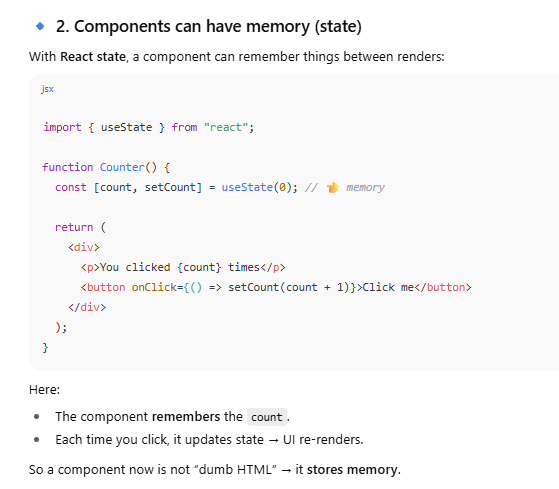 2. Components can have memory (state)
With React state, a component can remember things between renders:
jsx
import { useState } from "react";
function Counter() {
  const [count, setCount] = useState(0); // 👈 memory
  return (
    <div>
      <p>You clicked {count} times</p>
      <button onClick={() => setCount(count + 1)}>Click me</button>
    </div>
  );
}
Here:
• The component remembers the count.
• Each time you click, it updates state → UI re-renders.
So a component now is not “dumb HTML” → it stores memory.